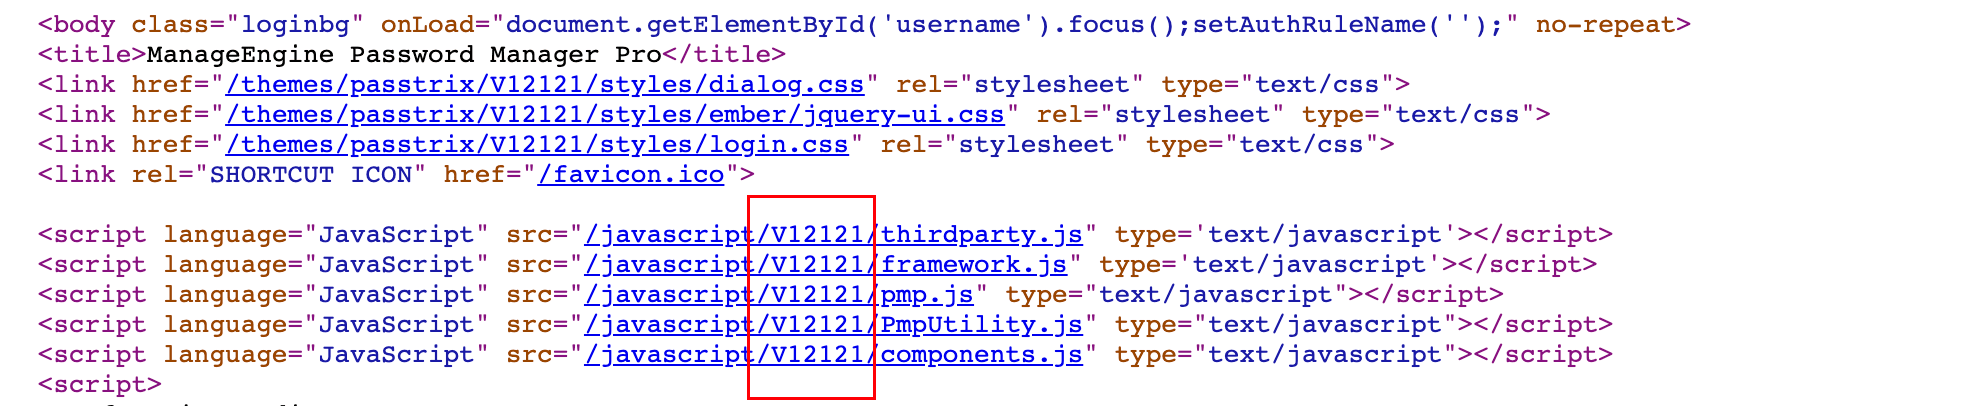 <body class="loginbg" onLoad="document.getElementById('username').focus();setAuthRuleName('');" no-repeat>
<title>ManageEngine Password Manager Pro</title>
<link href="/themes/passtrix/V12121/styles/dialog.css" rel="stylesheet" type="text/css">
<link href="/themes/passtrix/V12121/styles/ember/jquery-ui.css" rel="stylesheet" type="text/css">
<link href="/themes/passtrix/V12121/styles/login.css" rel="stylesheet" type="text/css">
<link rel="SHORTCUT ICON" href="/favicon.ico">
<script language="JavaScript" src="/javascript/V12121/thirdparty.js" type='text/javascript'></script>
<script language="JavaScript" src="/javascript/V12121/framework.js" type='text/javascript'></script>
<script language="JavaScript" src="/javascript/V12121/pmp.js" type="text/javascript"></script>
<script language="JavaScript" src="/javascript/V12121/PmpUtility.js" type="text/javascript"></script>
<script language="JavaScript" src="/javascript/V12121/components.js" type="text/javascript"></script>
<script>